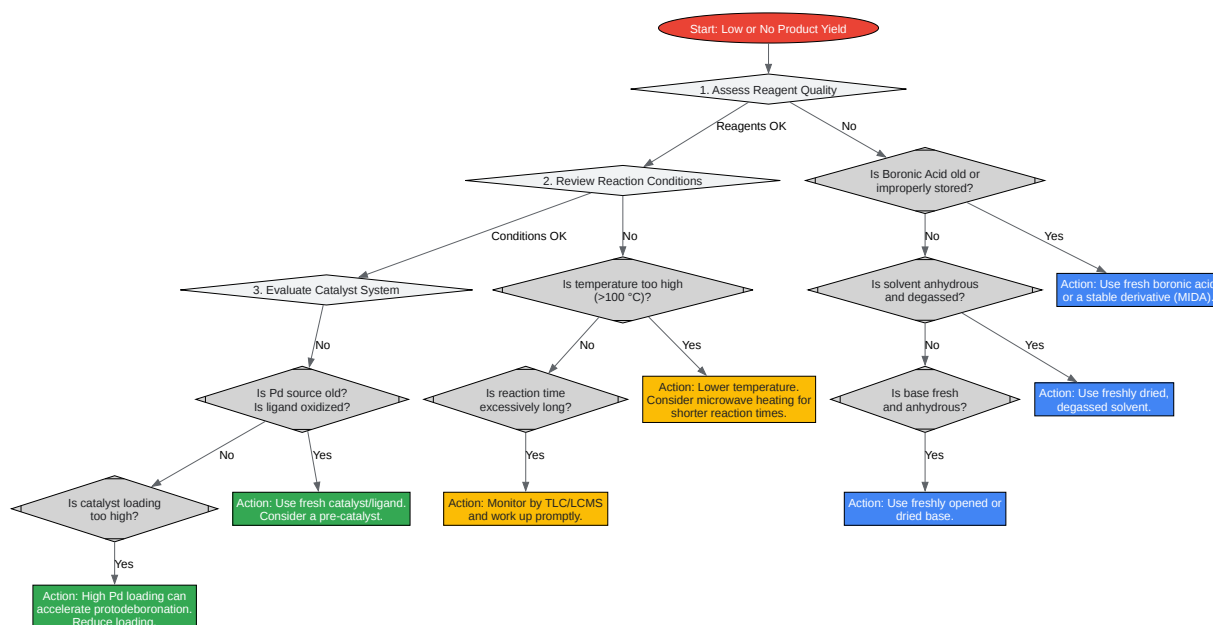 Start: Low or No Product Yield
1. Assess Reagent Quality
Reagents OK
No
2. Review Reaction Conditions
Is Boronic Acid old or
improperly stored?
Conditions OK
No
No
Yes
3. Evaluate Catalyst System
Is temperature too high
(>100 °C)?
Is solvent anhydrous
and degassed?
Action: Use fresh boronic acid
or a stable derivative (MIDA).
No
No
Yes
No
Yes
Is Pd source old?
Is ligand oxidized?
Is reaction time
excessively long?
Action: Lower temperature.
Consider microwave heating for
shorter reaction times.
Is base fresh
and anhydrous?
Action: Use freshly dried,
degassed solvent.
No
Yes
Yes
Yes
Is catalyst loading
too high?
Action: Use fresh catalyst/ligand.
Consider a pre-catalyst.
Action: Monitor by TLC/LCMS
and work up promptly.
Action: Use freshly opened or
dried base.
Yes
Action: High Pd loading can
accelerate protodeboronation.
Reduce loading.